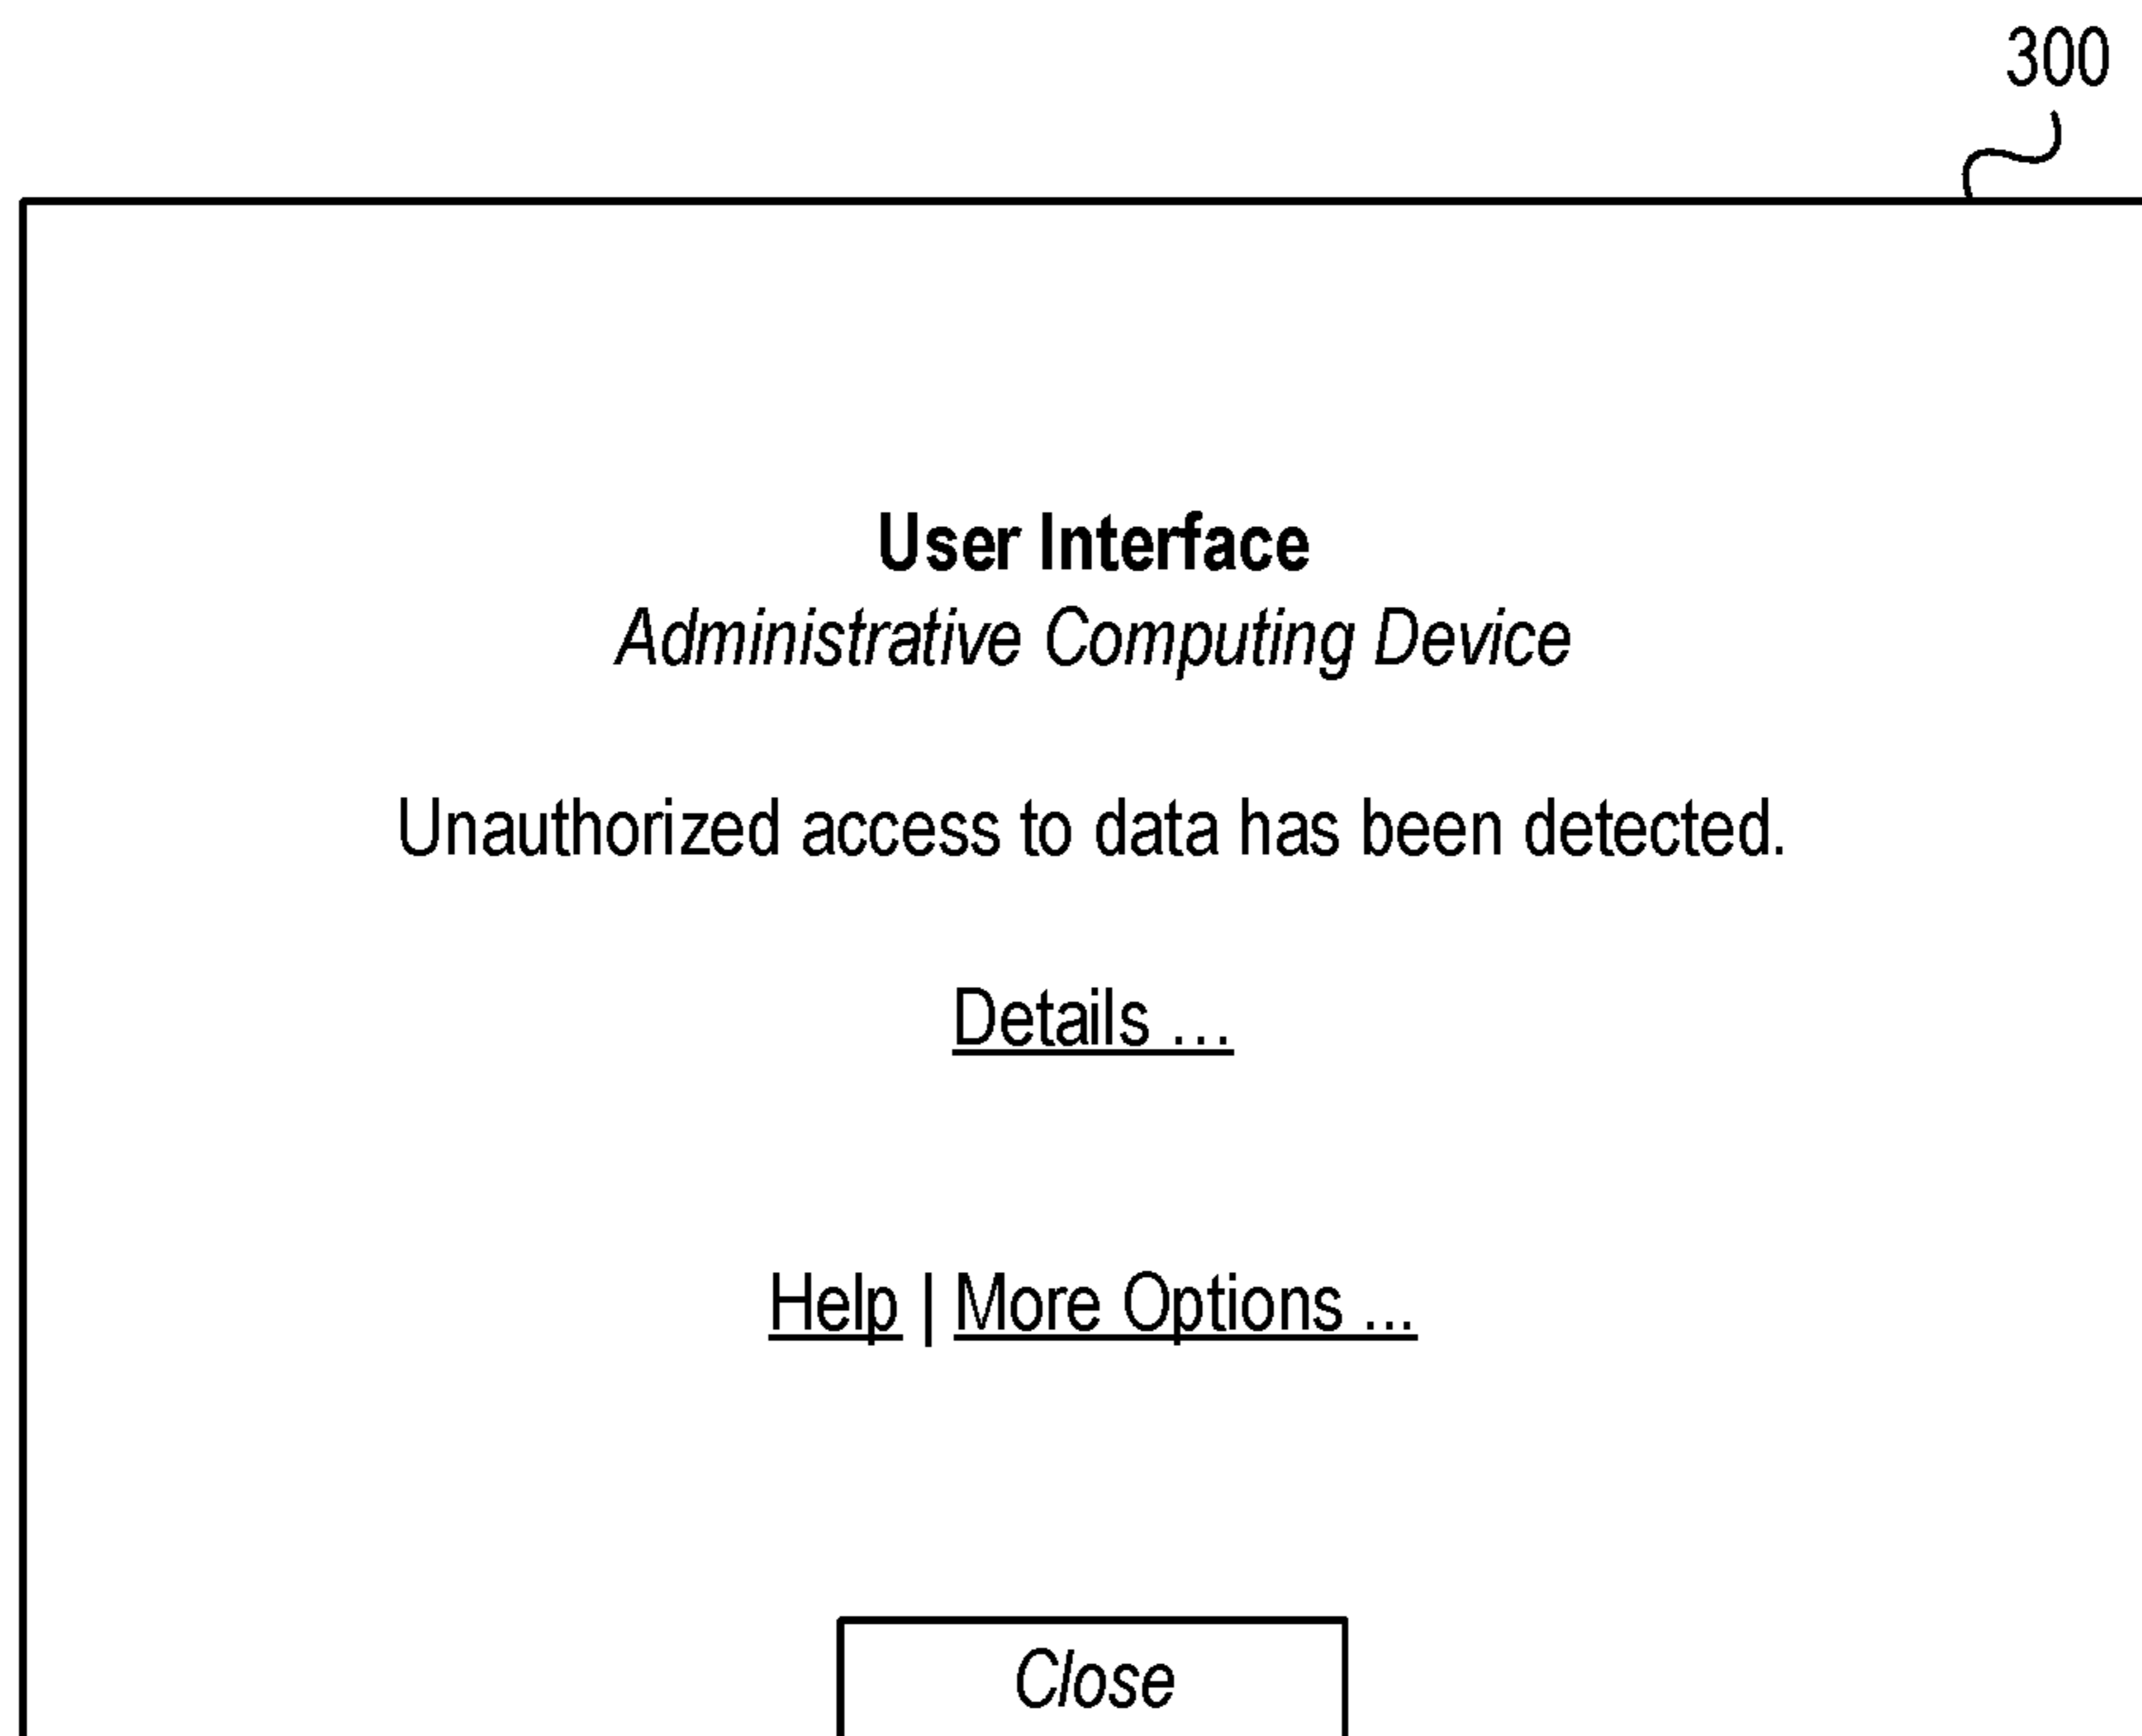 300
User Interface
Administrative Computing Device
Unauthorized access to data has been detected.
Details ...
Help | More Options ...
Close